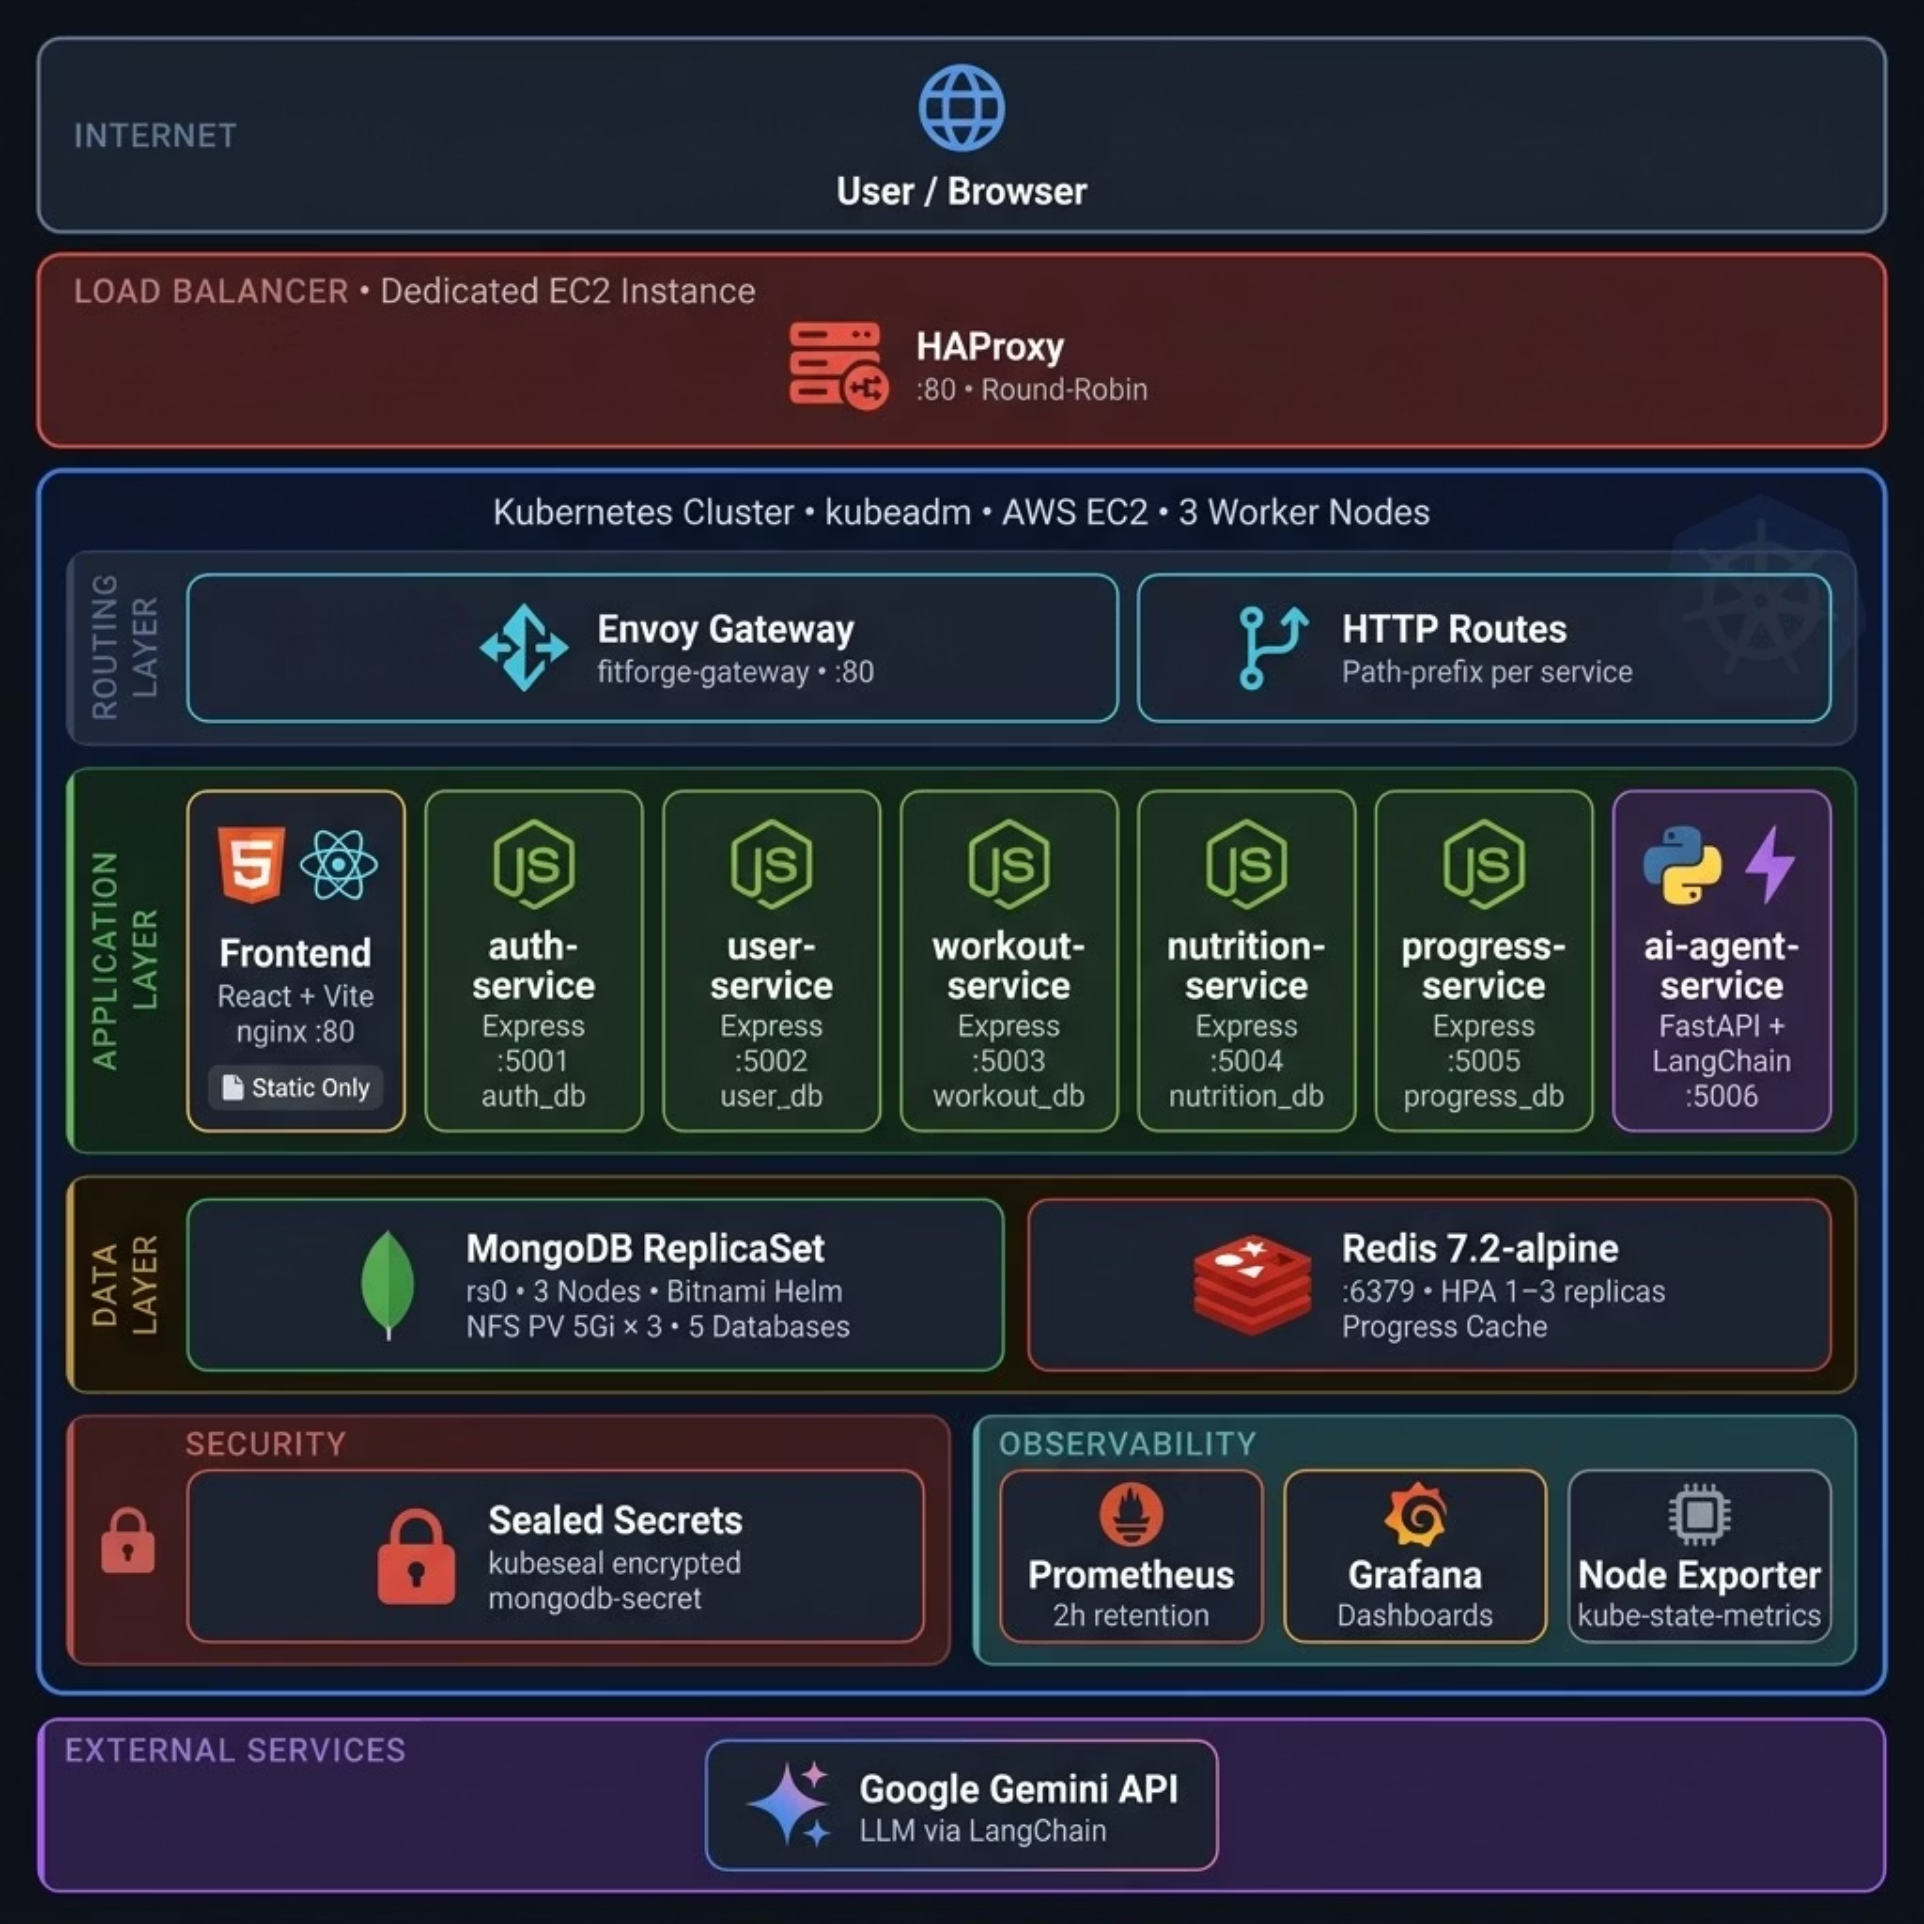 INTERNET
User / Browser
LOAD BALANCER • Dedicated EC2 Instance
HAProxy
:80 • Round-Robin
Kubernetes Cluster • kubeadm • AWS EC2 • 3 Worker Nodes
ROUTING
LAYER
Envoy Gateway
fitforge-gateway • :80
HTTP Routes
Path-prefix per service
APPLICATION
LAYER
5
Frontend
React + Vite
nginx :80
Static Only
JS
auth-
service
Express
:5001
auth_db
JS
user-
service
Express
:5002
user_db
JS
workout-
service
Express
:5003
workout_db
JS
nutrition-
service
Express
:5004
nutrition_db
JS
progress-
service
Express
:5005
progress_db
ai-agent-
service
FastAPI +
LangChain
:5006
DATA
LAYER
MongoDB ReplicaSet
rs0 • 3 Nodes • Bitnami Helm
NFS PV 5Gi × 3 • 5 Databases
Redis 7.2-alpine
:6379 • HPA 1–3 replicas
Progress Cache
SECURITY
Sealed Secrets
kubeseal encrypted
mongodb-secret
OBSERVABILITY
Prometheus
2h retention
Grafana
Dashboards
Node Exporter
kube-state-metrics
EXTERNAL SERVICES
Google Gemini API
LLM via LangChain